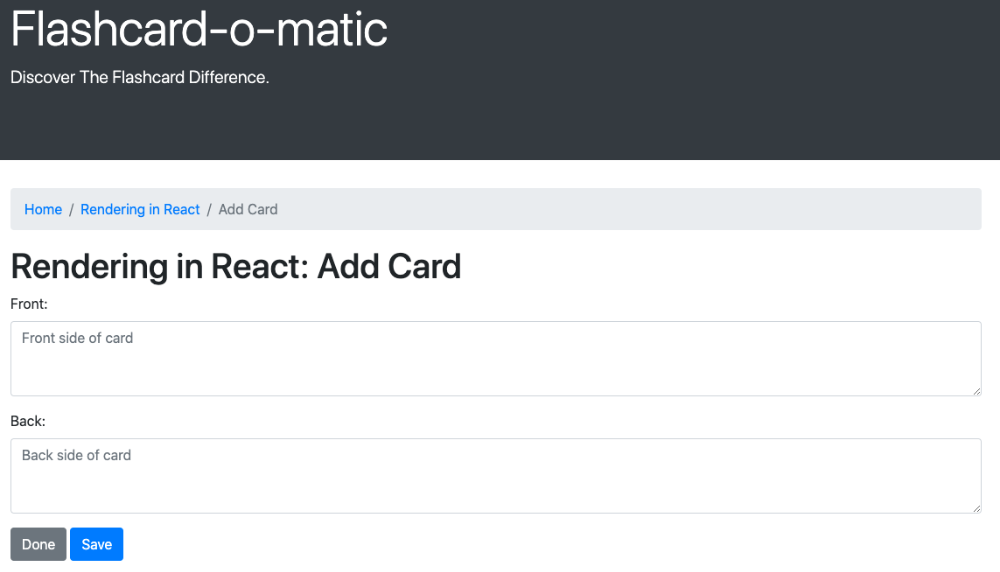 Flashcard-o-matic
Discover The Flashcard Difference.
Home / Rendering in React / Add Card
Rendering in React: Add Card
Front:
Front side of card
Back:
Back side of card
Done Save